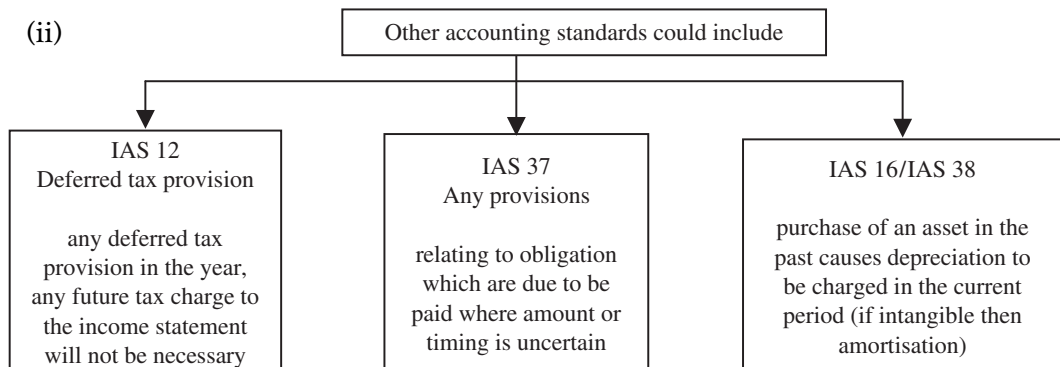 (ii)
Other accounting standards could include
IAS 12
Deferred tax provision
any deferred tax
provision in the year,
any future tax charge to
the income statement
will not be necessary
IAS 37
Any provisions
relating to obligation
which are due to be
paid where amount or
timing is uncertain
IAS 16/IAS 38
purchase of an asset in the
past causes depreciation to
be charged in the current
period (if intangible then
amortisation)